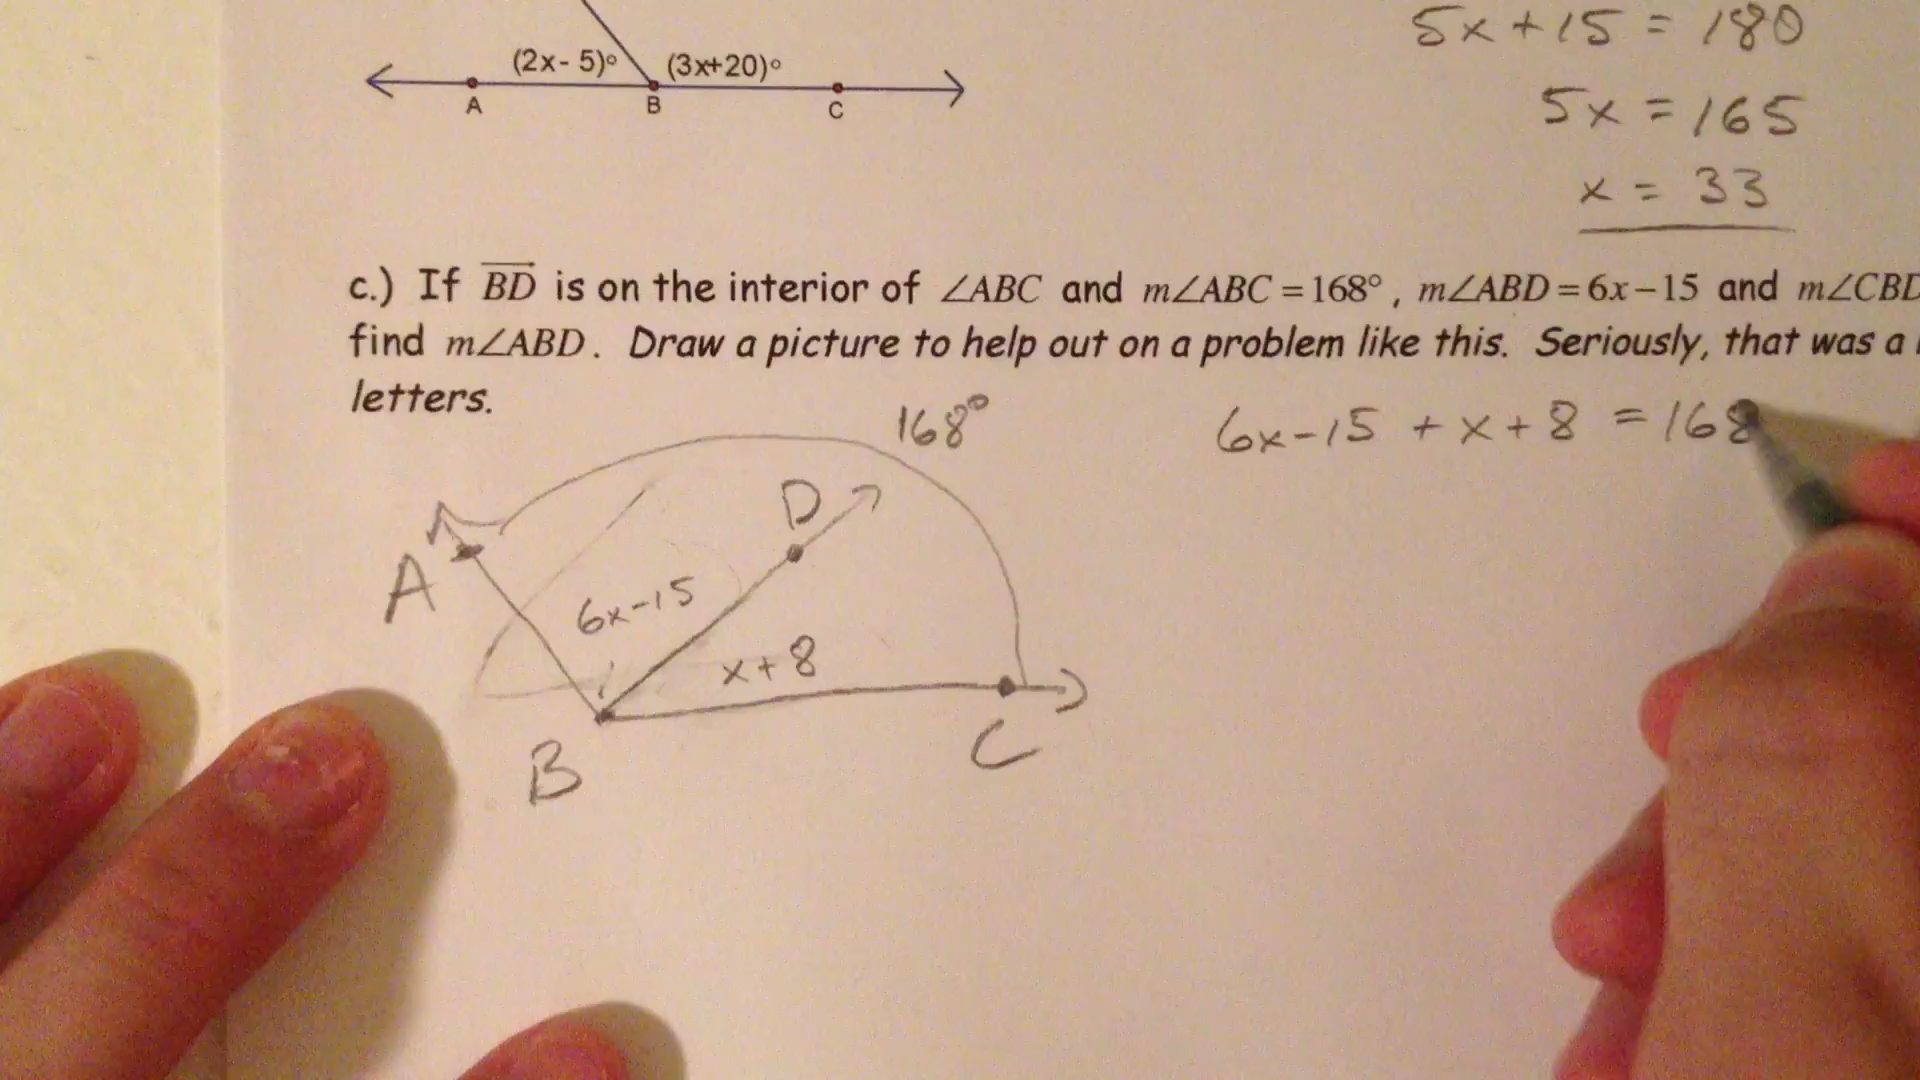 5x + 15 = 180
(2x- 5)° (3x+20)°
A B C
5x = 165
x = 33
c.) If BD is on the interior of ∠ABC and m∠ABC = 168°, m∠ABD = 6x−15 and m∠CBD
find m∠ABD. Draw a picture to help out on a problem like this. Seriously, that was a
letters.
168°
6x-15 + x + 8 = 168
D
A
6x-15
x+8
B
C